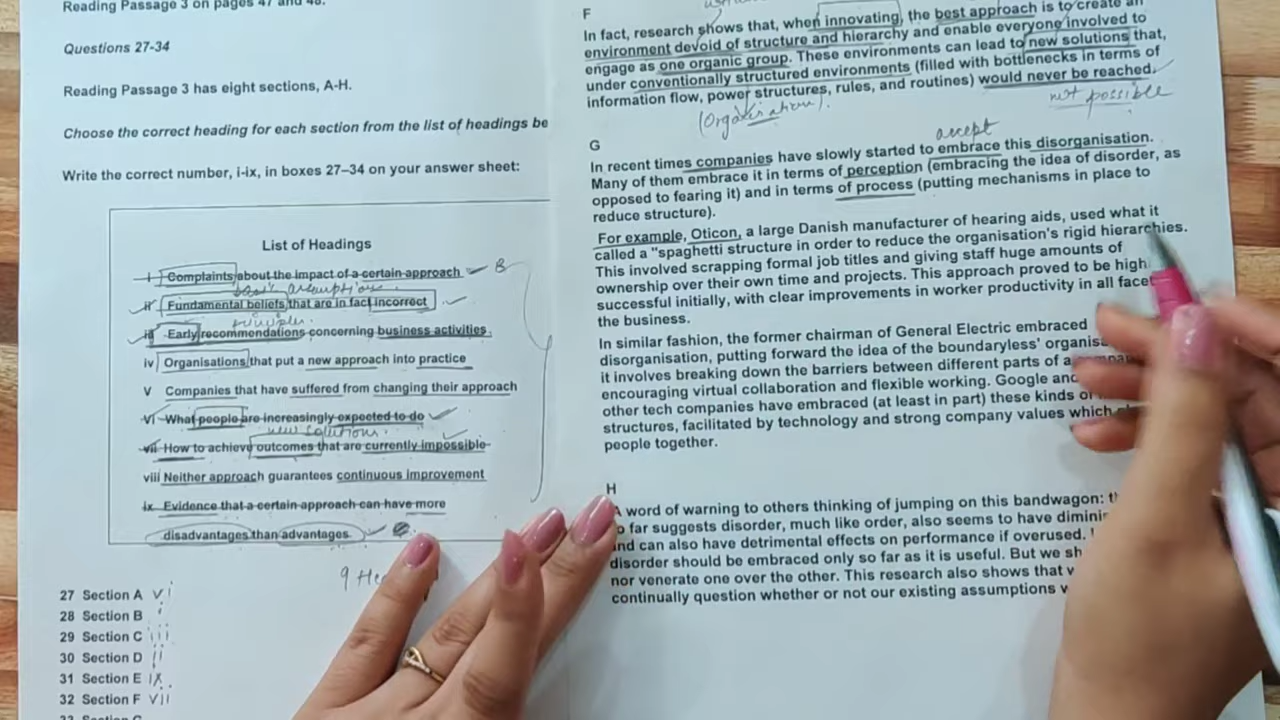 Reading Passage 3 on pages 47 and 48.
Questions 27-34
Reading Passage 3 has eight sections, A-H.
Choose the correct heading for each section from the list of headings be
Write the correct number, i-ix, in boxes 27–34 on your answer sheet:
List of Headings
i Complaints about the impact of a certain approach B
basic assumptions
ii Fundamental beliefs that are in fact incorrect
principles
iii Early recommendations concerning business activities
iv Organisations that put a new approach into practice
v Companies that have suffered from changing their approach
vi What people are increasingly expected to do
new solutions
vii How to achieve outcomes that are currently impossible
viii Neither approach guarantees continuous improvement
ix Evidence that a certain approach can have more
disadvantages than advantages
9 He
27 Section A vi
28 Section B i
29 Section C iii
30 Section D ii
31 Section E ix
32 Section F vii
33 Section G
F
In fact, research shows that, when innovating, the best approach is to create an
environment devoid of structure and hierarchy and enable everyone involved to
engage as one organic group. These environments can lead to new solutions that,
under conventionally structured environments (filled with bottlenecks in terms of
information flow, power structures, rules, and routines) would never be reached.
(Organisation). not possible
G
accept
In recent times companies have slowly started to embrace this disorganisation.
Many of them embrace it in terms of perception (embracing the idea of disorder, as
opposed to fearing it) and in terms of process (putting mechanisms in place to
reduce structure).
For example, Oticon, a large Danish manufacturer of hearing aids, used what it
called a "spaghetti structure in order to reduce the organisation's rigid hierarchies.
This involved scrapping formal job titles and giving staff huge amounts of
ownership over their own time and projects. This approach proved to be high
successful initially, with clear improvements in worker productivity in all facet
the business.
In similar fashion, the former chairman of General Electric embraced
disorganisation, putting forward the idea of the boundaryless' organisa
it involves breaking down the barriers between different parts of a
encouraging virtual collaboration and flexible working. Google and
other tech companies have embraced (at least in part) these kinds of
structures, facilitated by technology and strong company values which
people together.
H
A word of warning to others thinking of jumping on this bandwagon: th
so far suggests disorder, much like order, also seems to have dimini
and can also have detrimental effects on performance if overused.
disorder should be embraced only so far as it is useful. But we sh
nor venerate one over the other. This research also shows that
continually question whether or not our existing assumptions